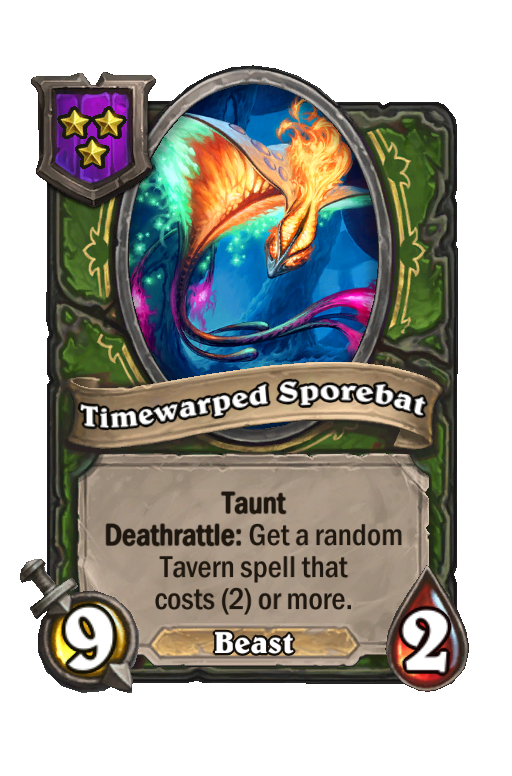 Timewarped Sporebat
Taunt
Deathrattle: Get a random
Tavern spell that
costs (2) or more.
9
Beast
2